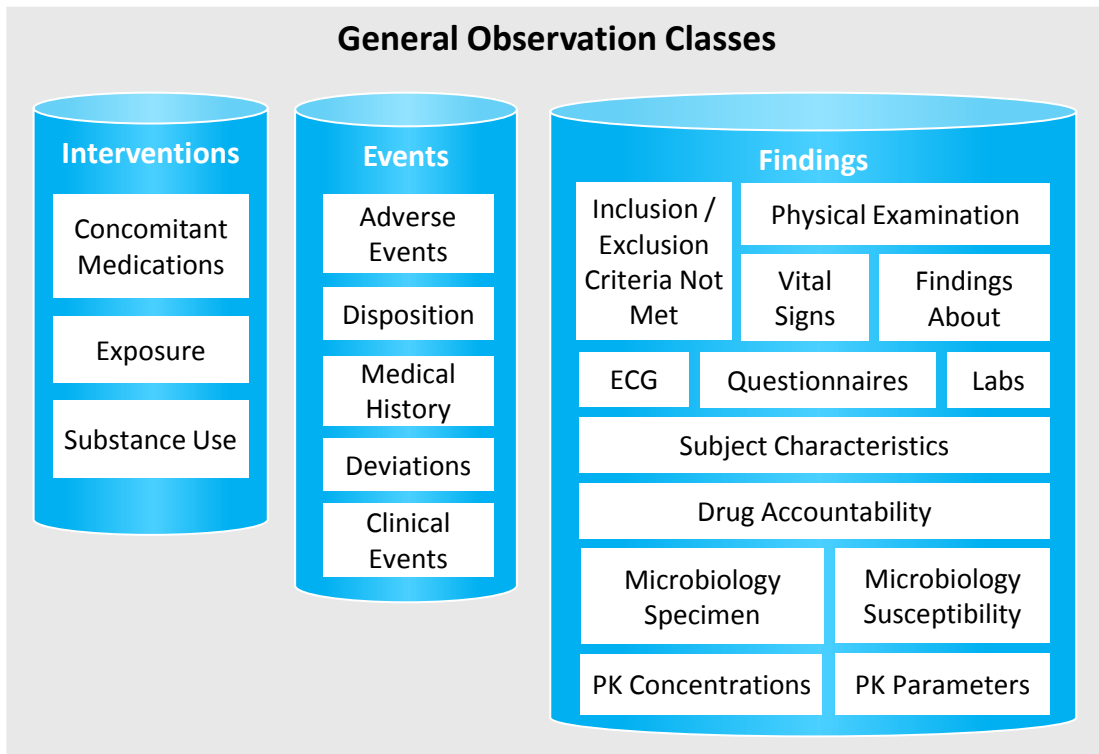 General Observation Classes
Interventions
Concomitant
Medications
Exposure
Substance Use
Events
Adverse
Events
Disposition
Medical
History
Deviations
Clinical
Events
Findings
Inclusion /
Exclusion
Criteria Not
Met
Physical Examination
Vital
Signs
Findings
About
ECG
Questionnaires
Labs
Subject Characteristics
Drug Accountability
Microbiology
Specimen
Microbiology
Susceptibility
PK Concentrations
PK Parameters